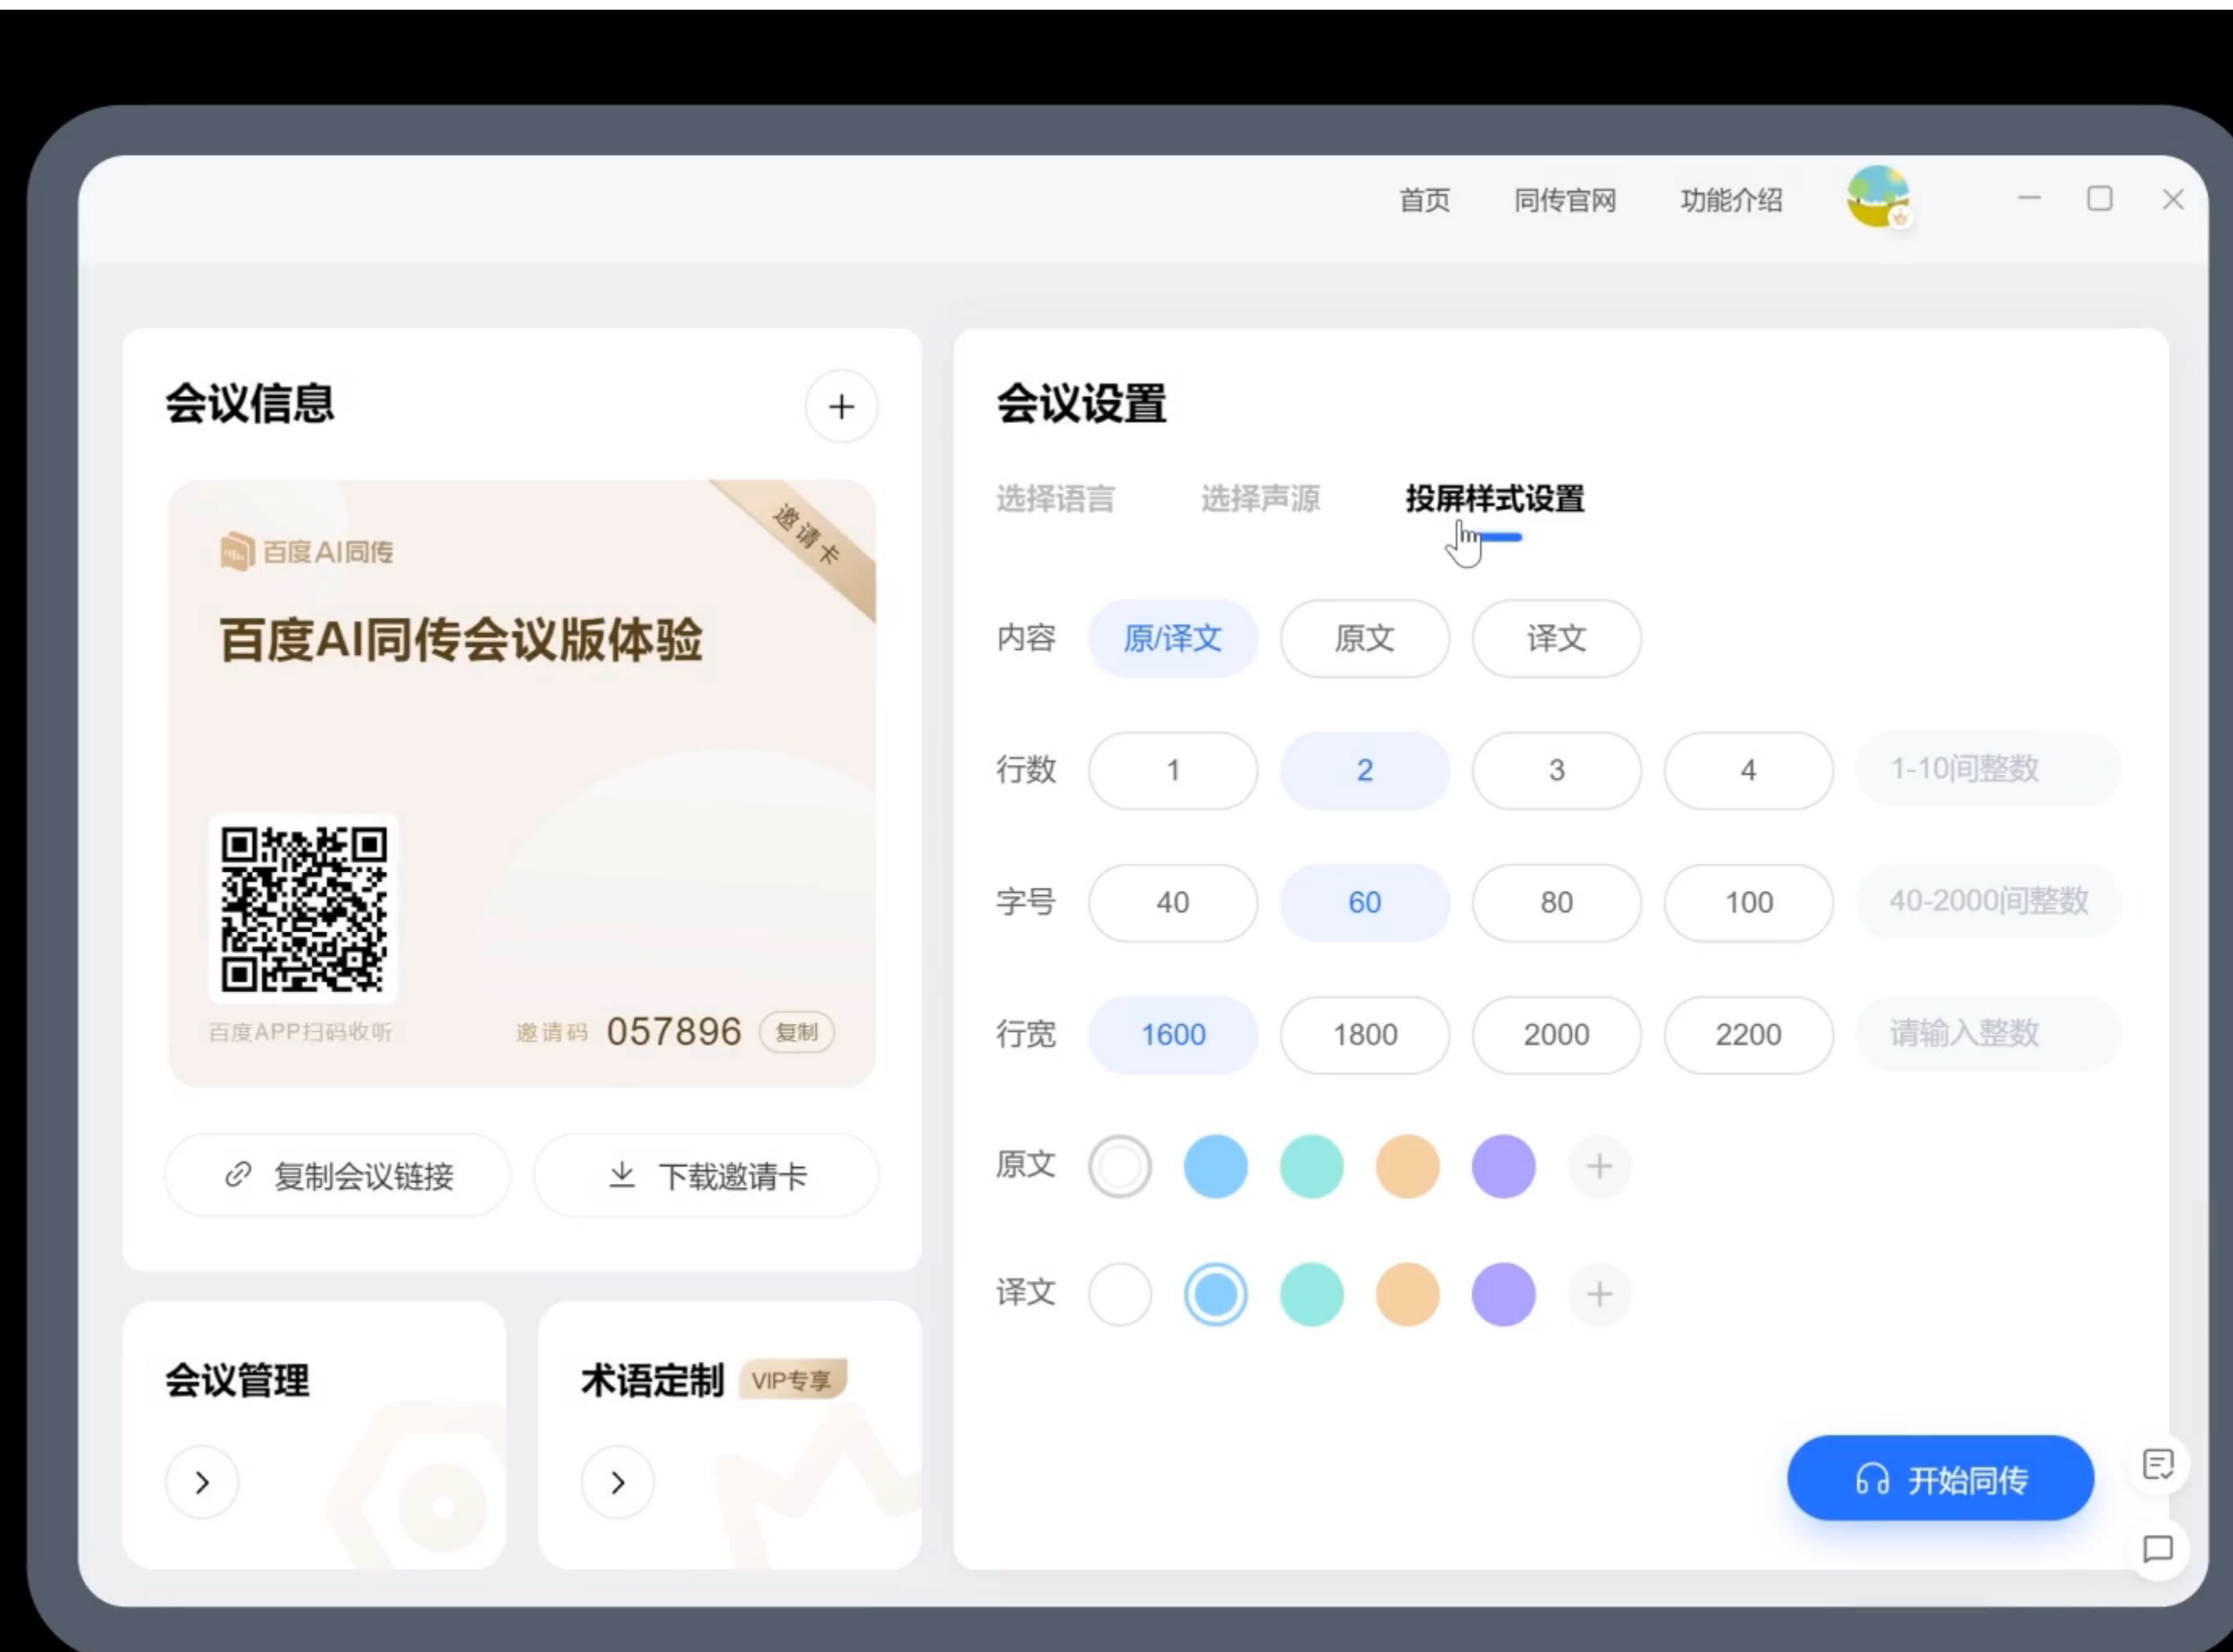 首页 同传官网 功能介绍
会议信息
邀请卡
百度AI同传
百度AI同传会议版体验
百度APP扫码收听 邀请码 057896 复制
复制会议链接 下载邀请卡
会议管理
术语定制 VIP专享
会议设置
选择语言 选择声源 投屏样式设置
内容 原/译文 原文 译文
行数 1 2 3 4 1-10间整数
字号 40 60 80 100 40-2000间整数
行宽 1600 1800 2000 2200 请输入整数
原文
译文
开始同传